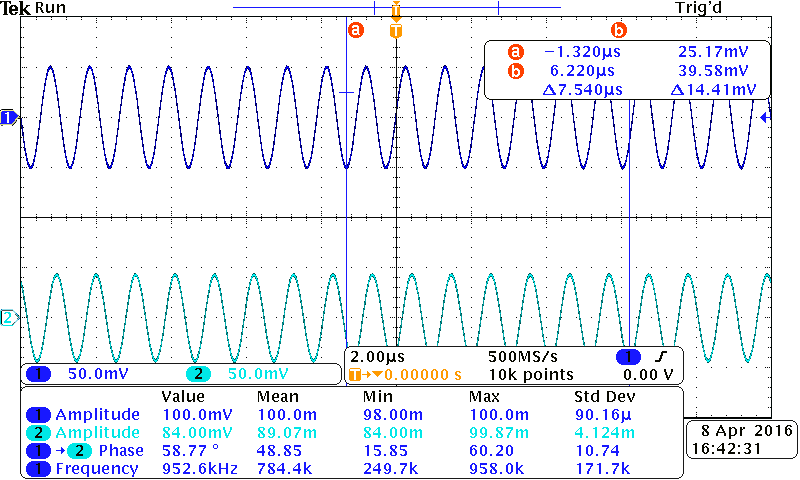 Tek Run Trig'd
T
a b
T
a −1.320µs 25.17mV
b 6.220µs 39.58mV
Δ7.540µs Δ14.41mV
1
2
1 50.0mV 2 50.0mV
2.00µs 500MS/s 1
T→▼0.00000 s 10k points 0.00 V
Value Mean Min Max Std Dev
1 Amplitude 100.0mV 100.0m 98.00m 100.0m 90.16µ
2 Amplitude 84.00mV 89.07m 84.00m 99.87m 4.124m
1 → 2 Phase 58.77 ° 48.85 15.85 60.20 10.74
1 Frequency 952.6kHz 784.4k 249.7k 958.0k 171.7k
8 Apr 2016
16:42:31